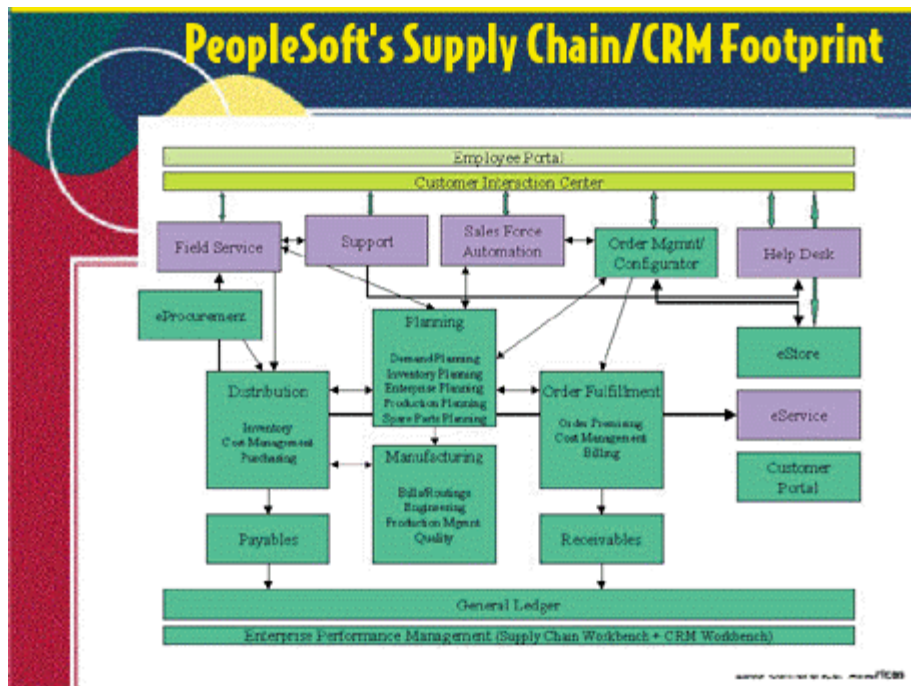 PeopleSoft's Supply Chain/CRM Footprint
Employee Portal
Customer Interaction Center
Field Service
Support
Sales Force
Automation
Order Mgmnt/
Configurator
Help Desk
eProcurement
Planning
Demand Planning
Inventory Planning
Enterprise Planning
Production Planning
Spare Parts Planning
eStore
Distribution
Inventory
Cost Management
Purchasing
Order Fulfillment
Order Promising
Cost Management
Billing
eService
Manufacturing
Bills/Routings
Engineering
Production Mgmnt
Quality
Customer
Portal
Payables
Receivables
General Ledger
Enterprise Performance Management (Supply Chain Workbench + CRM Workbench)